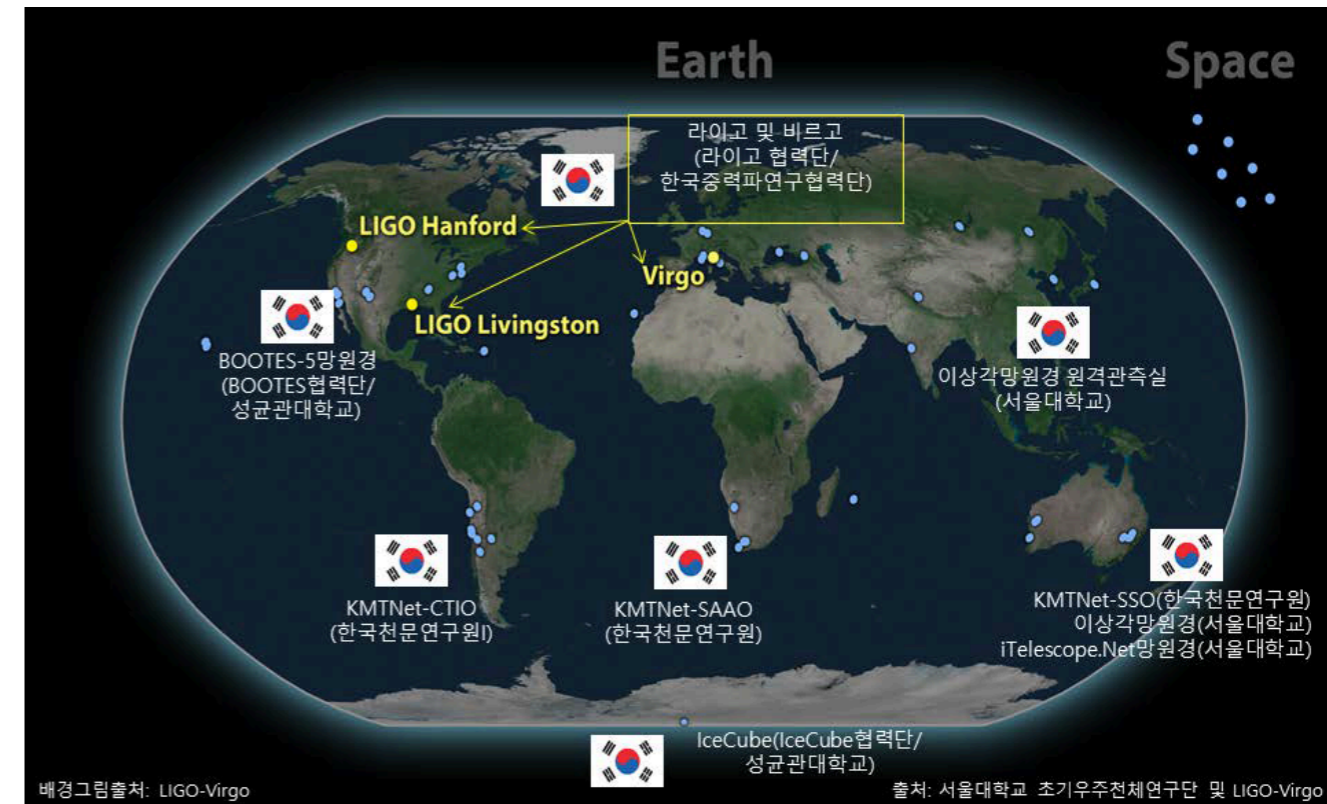 Earth
Space
라이고 및 바르고
(라이고 협력단/
한국중력파연구협력단)
LIGO Hanford
Virgo
LIGO Livingston
BOOTES-5망원경
(BOOTES협력단/
성균관대학교)
이상각망원경 원격관측실
(서울대학교)
KMTNet-CTIO
(한국천문연구원I)
KMTNet-SAAO
(한국천문연구원)
KMTNet-SSO(한국천문연구원)
이상각망원경(서울대학교)
iTelescope.Net망원경(서울대학교)
IceCube(IceCube협력단/
성균관대학교)
배경그림출처: LIGO-Virgo
출처: 서울대학교 초기우주천체연구단 및 LIGO-Virgo